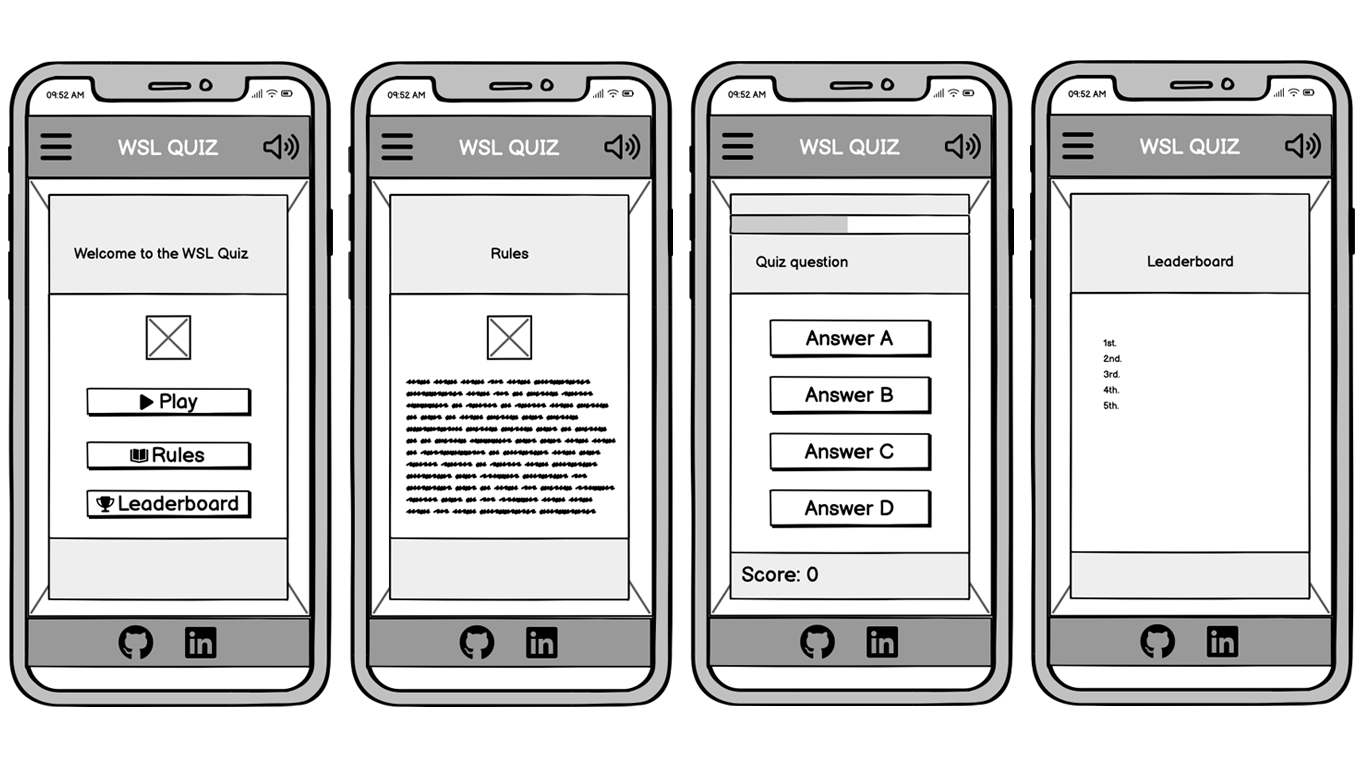 09:52 AM
WSL QUIZ
Welcome to the WSL Quiz
Play
Rules
Leaderboard
in
09:52 AM
WSL QUIZ
Rules
in
09:52 AM
WSL QUIZ
Quiz question
Answer A
Answer B
Answer C
Answer D
Score: 0
in
09:52 AM
WSL QUIZ
Leaderboard
1st.
2nd.
3rd.
4th.
5th.
in